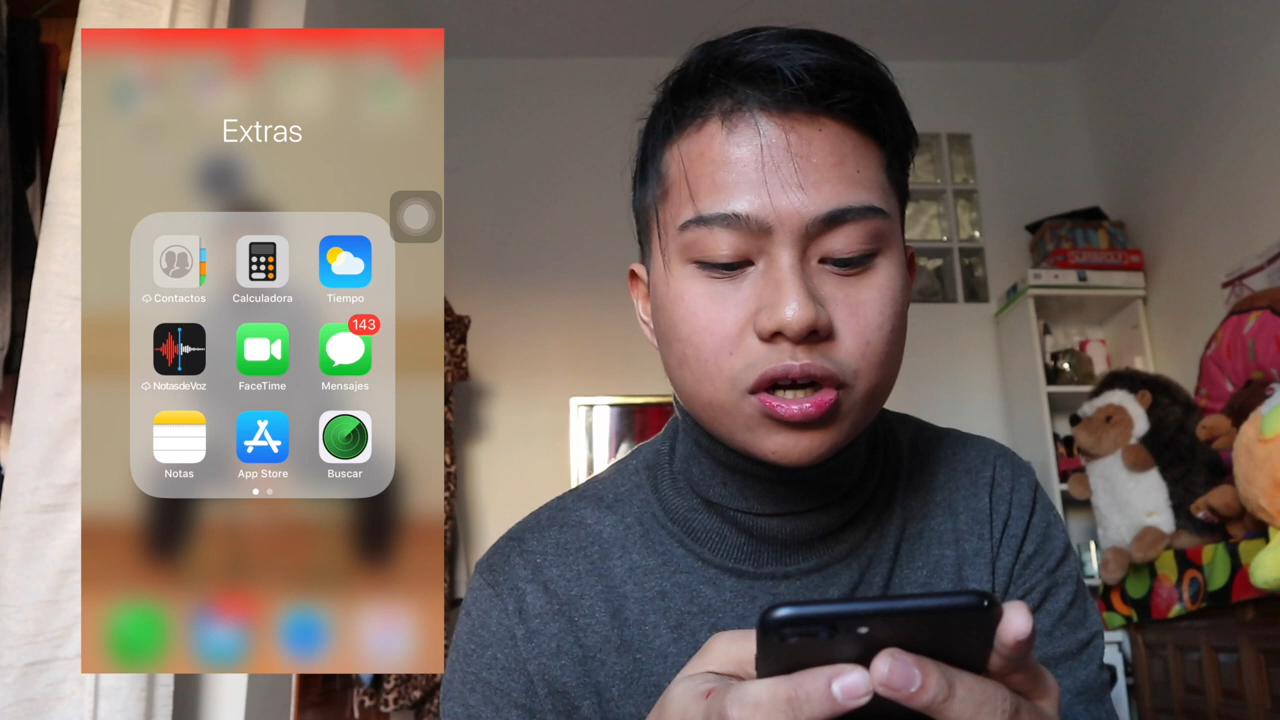 Extras
Contactos
Calculadora
Tiempo
143
NotasdeVoz
FaceTime
Mensajes
Notas
App Store
Buscar